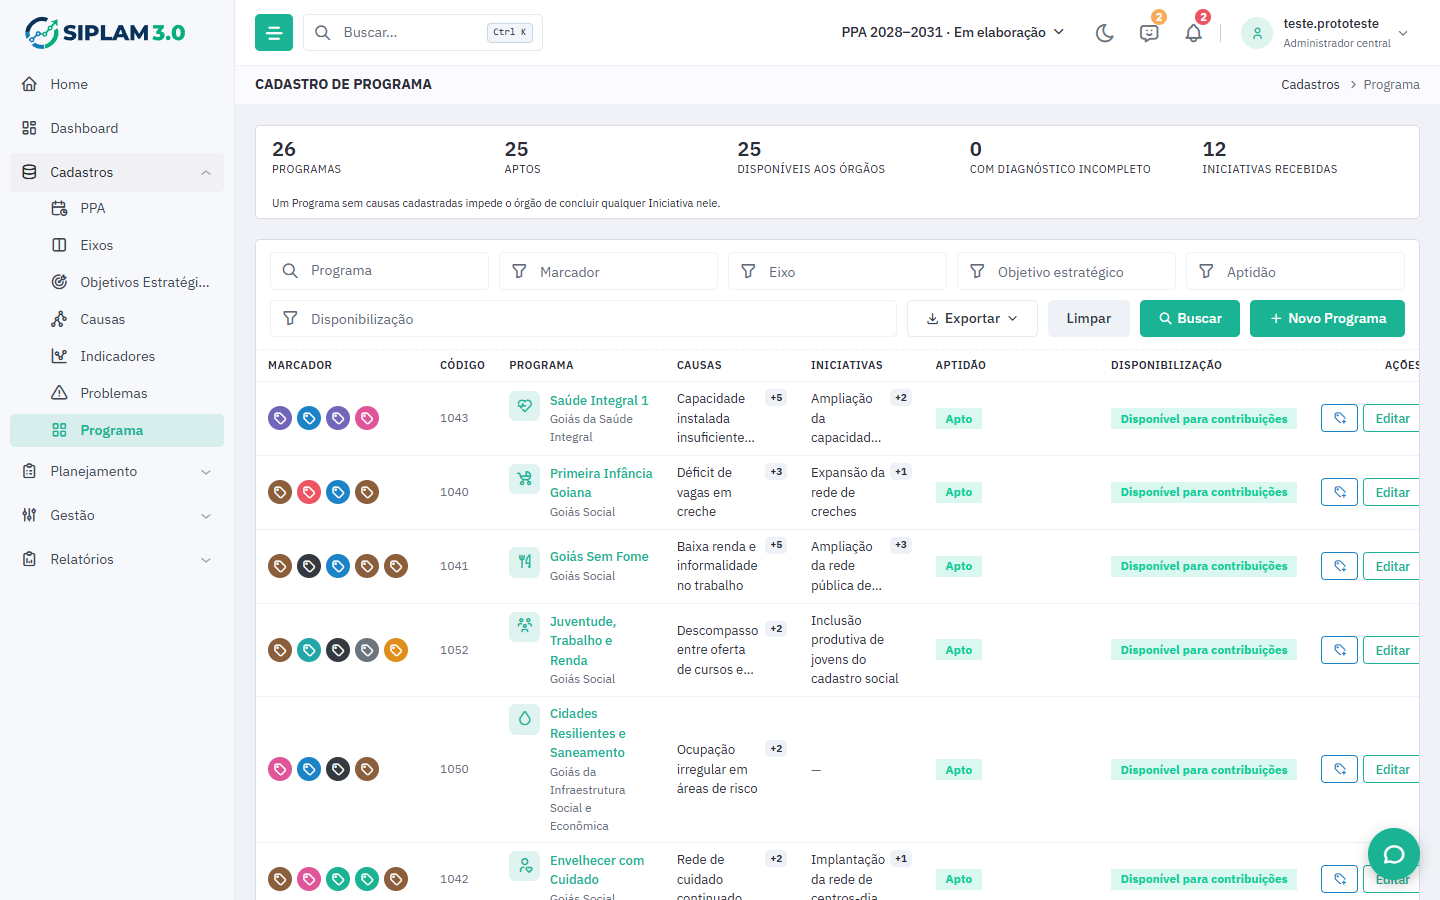 SIPLAM 3.0
Buscar...
Ctrl K
PPA 2028–2031 · Em elaboração
2
2
teste.prototeste
Administrador central
Home
Dashboard
Cadastros
PPA
Eixos
Objetivos Estratégi...
Causas
Indicadores
Problemas
Programa
Planejamento
Gestão
Relatórios
CADASTRO DE PROGRAMA
Cadastros > Programa
26
PROGRAMAS
25
APTOS
25
DISPONÍVEIS AOS ÓRGÃOS
0
COM DIAGNÓSTICO INCOMPLETO
12
INICIATIVAS RECEBIDAS
Um Programa sem causas cadastradas impede o órgão de concluir qualquer Iniciativa nele.
Programa
Marcador
Eixo
Objetivo estratégico
Aptidão
Disponibilização
Exportar
Limpar
Buscar
+ Novo Programa
MARCADOR CÓDIGO PROGRAMA CAUSAS INICIATIVAS APTIDÃO DISPONIBILIZAÇÃO AÇÕES
1043
Saúde Integral 1
Goiás da Saúde
Integral
Capacidade
instalada
insuficiente...
+5
Ampliação
da
capacidad...
+2
Apto
Disponível para contribuições
Editar
1040
Primeira Infância
Goiana
Goiás Social
Déficit de
vagas em
creche
+3
Expansão da
rede de
creches
+1
Apto
Disponível para contribuições
Editar
1041
Goiás Sem Fome
Goiás Social
Baixa renda e
informalidade
no trabalho
+5
Ampliação
da rede
pública de...
+3
Apto
Disponível para contribuições
Editar
1052
Juventude,
Trabalho e
Renda
Goiás Social
Descompasso
entre oferta
de cursos e...
+2
Inclusão
produtiva de
jovens do
cadastro social
Apto
Disponível para contribuições
Editar
1050
Cidades
Resilientes e
Saneamento
Goiás da
Infraestrutura
Social e
Econômica
Ocupação
irregular em
áreas de risco
+2
—
Apto
Disponível para contribuições
Editar
1042
Envelhecer com
Cuidado
Goiás Social
Rede de
cuidado
continuado
+2
Implantação
da rede de
centros-dia
+1
Apto
Disponível para contribuições
Editar